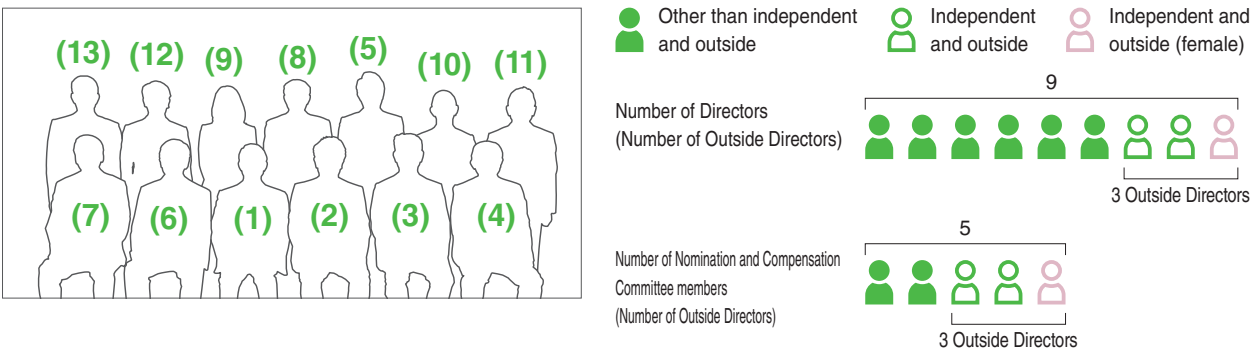 (13) (12) (9) (8) (5) (10) (11)
(7) (6) (1) (2) (3) (4)
Other than independent
and outside
Independent
and outside
Independent and
outside (female)
Number of Directors
(Number of Outside Directors)
9
3 Outside Directors
Number of Nomination and Compensation
Committee members
(Number of Outside Directors)
5
3 Outside Directors